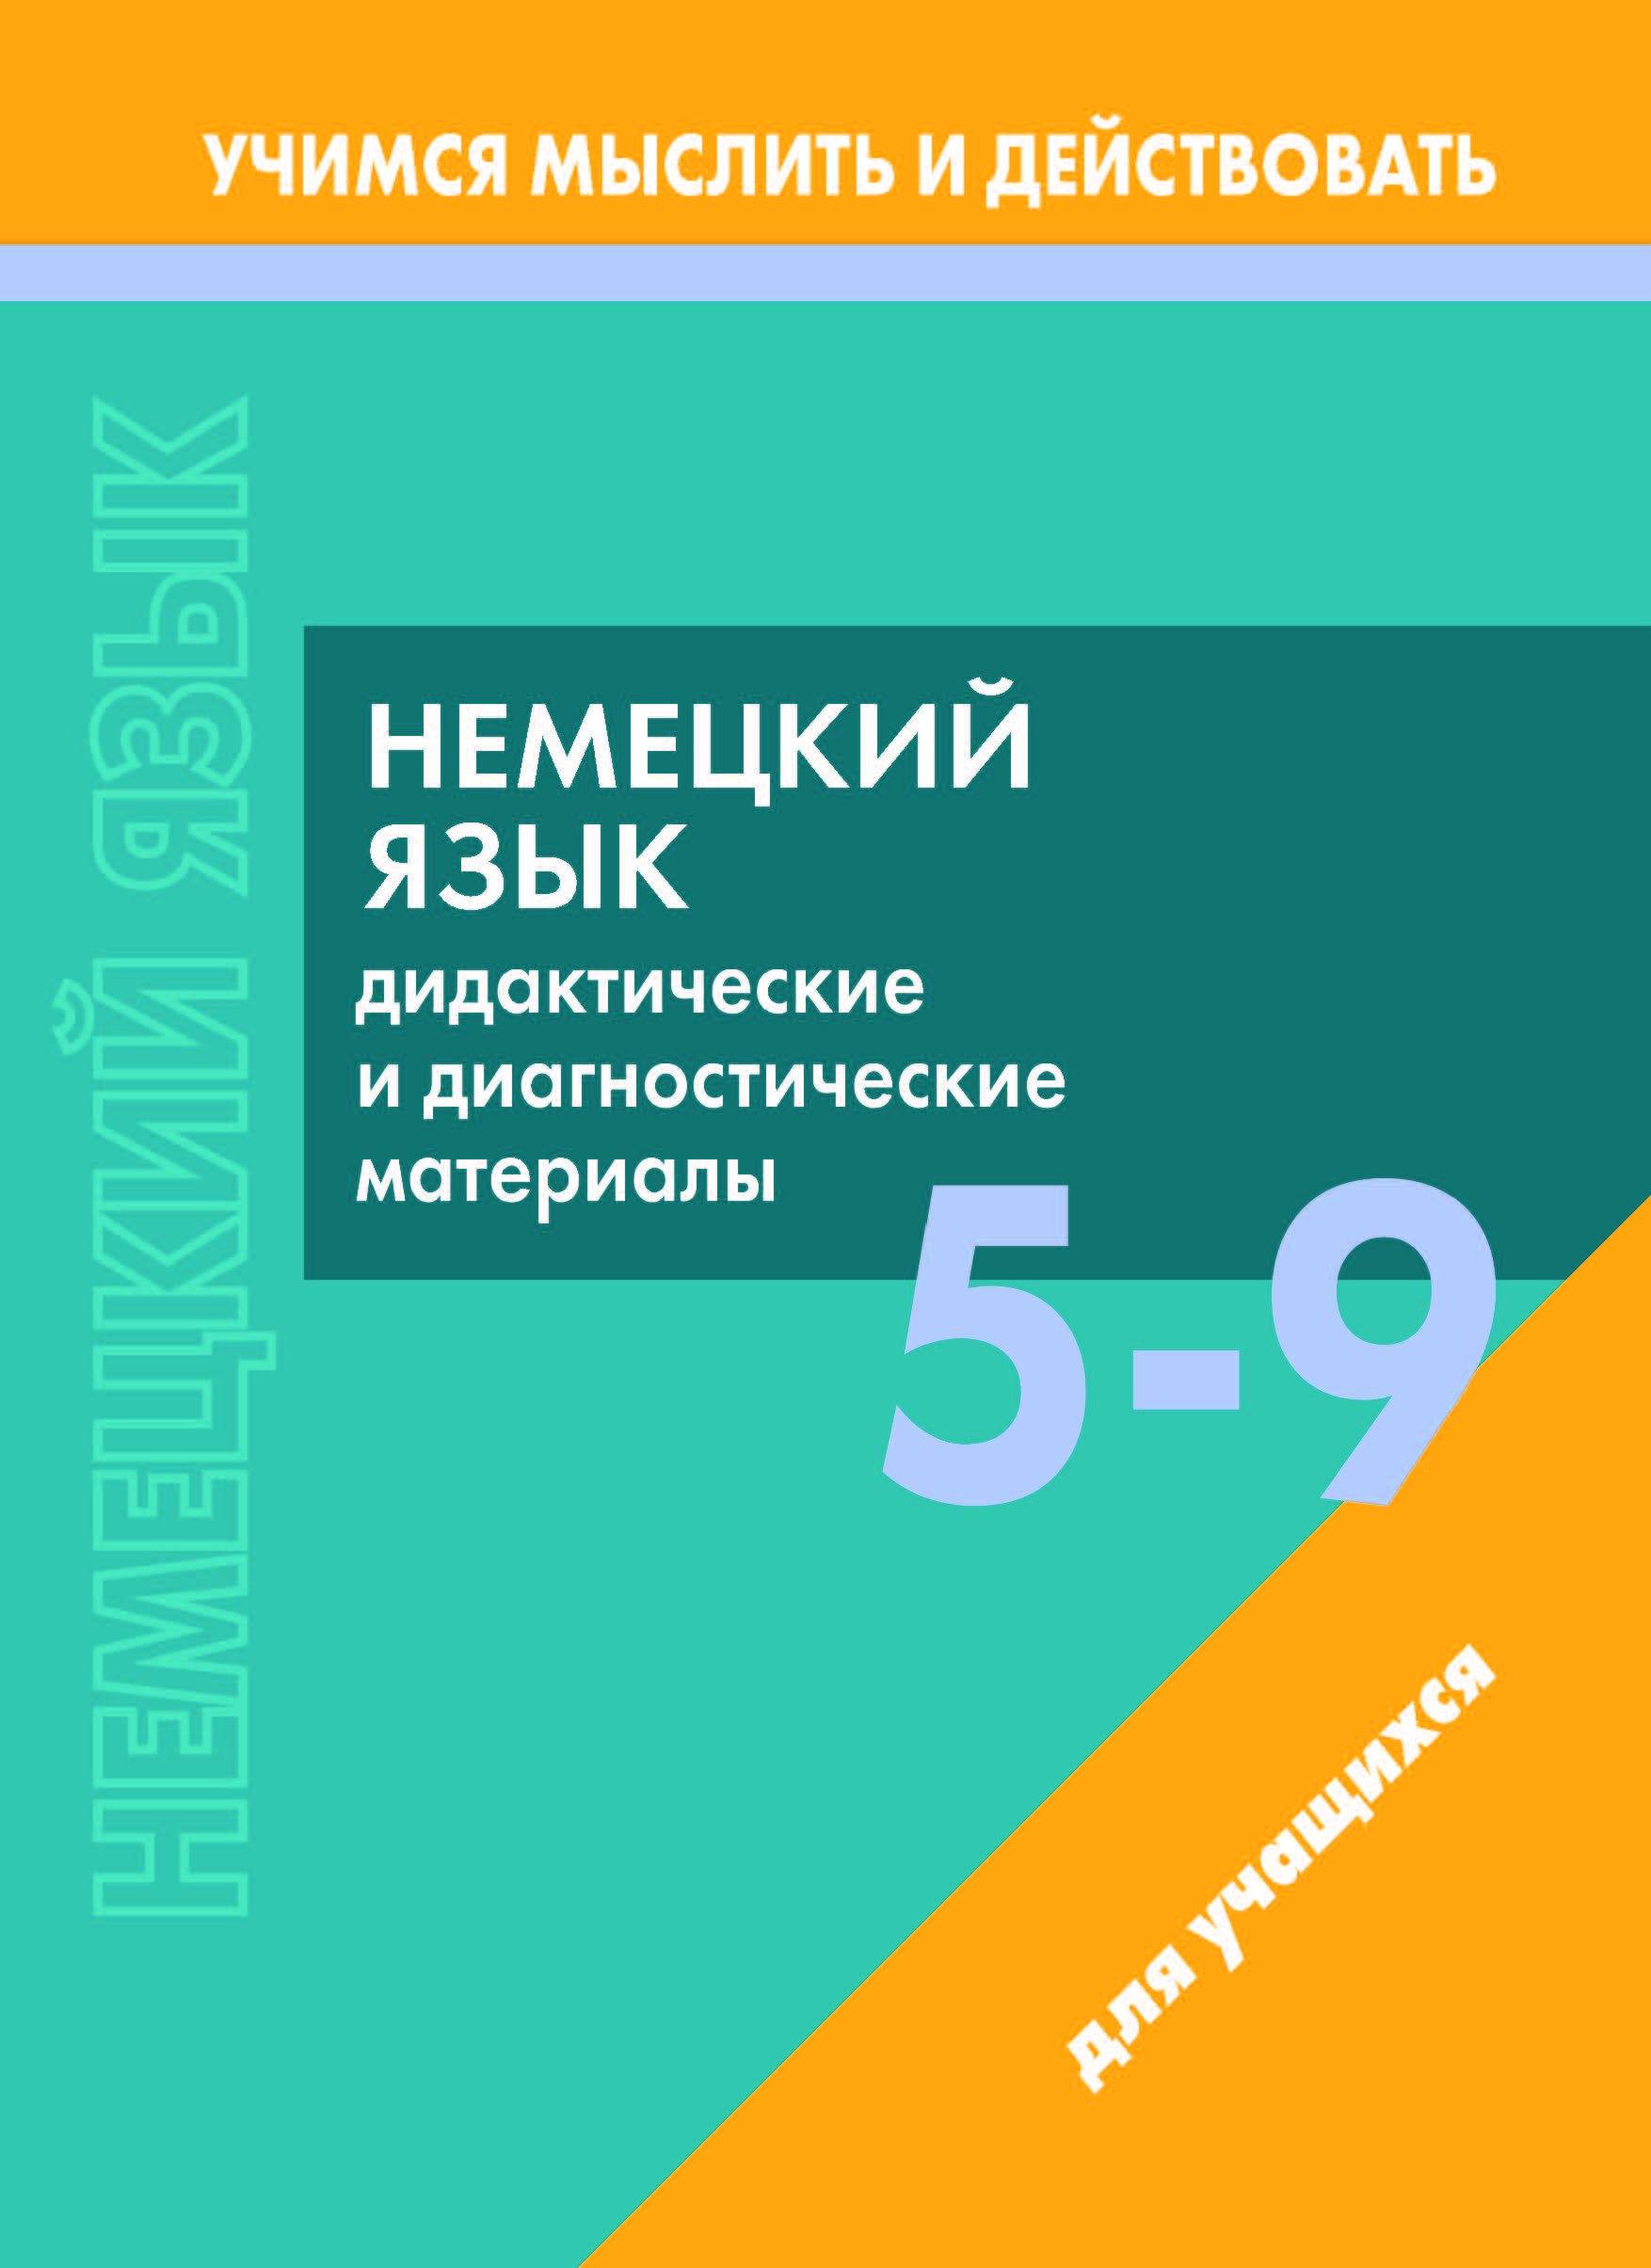 УЧИМСЯ МЫСЛИТЬ И ДЕЙСТВОВАТЬ
НЕМЕЦКИЙ ЯЗЫК
НЕМЕЦКИЙ
ЯЗЫК
дидактические
и диагностические
материалы
5-9
для учащихся